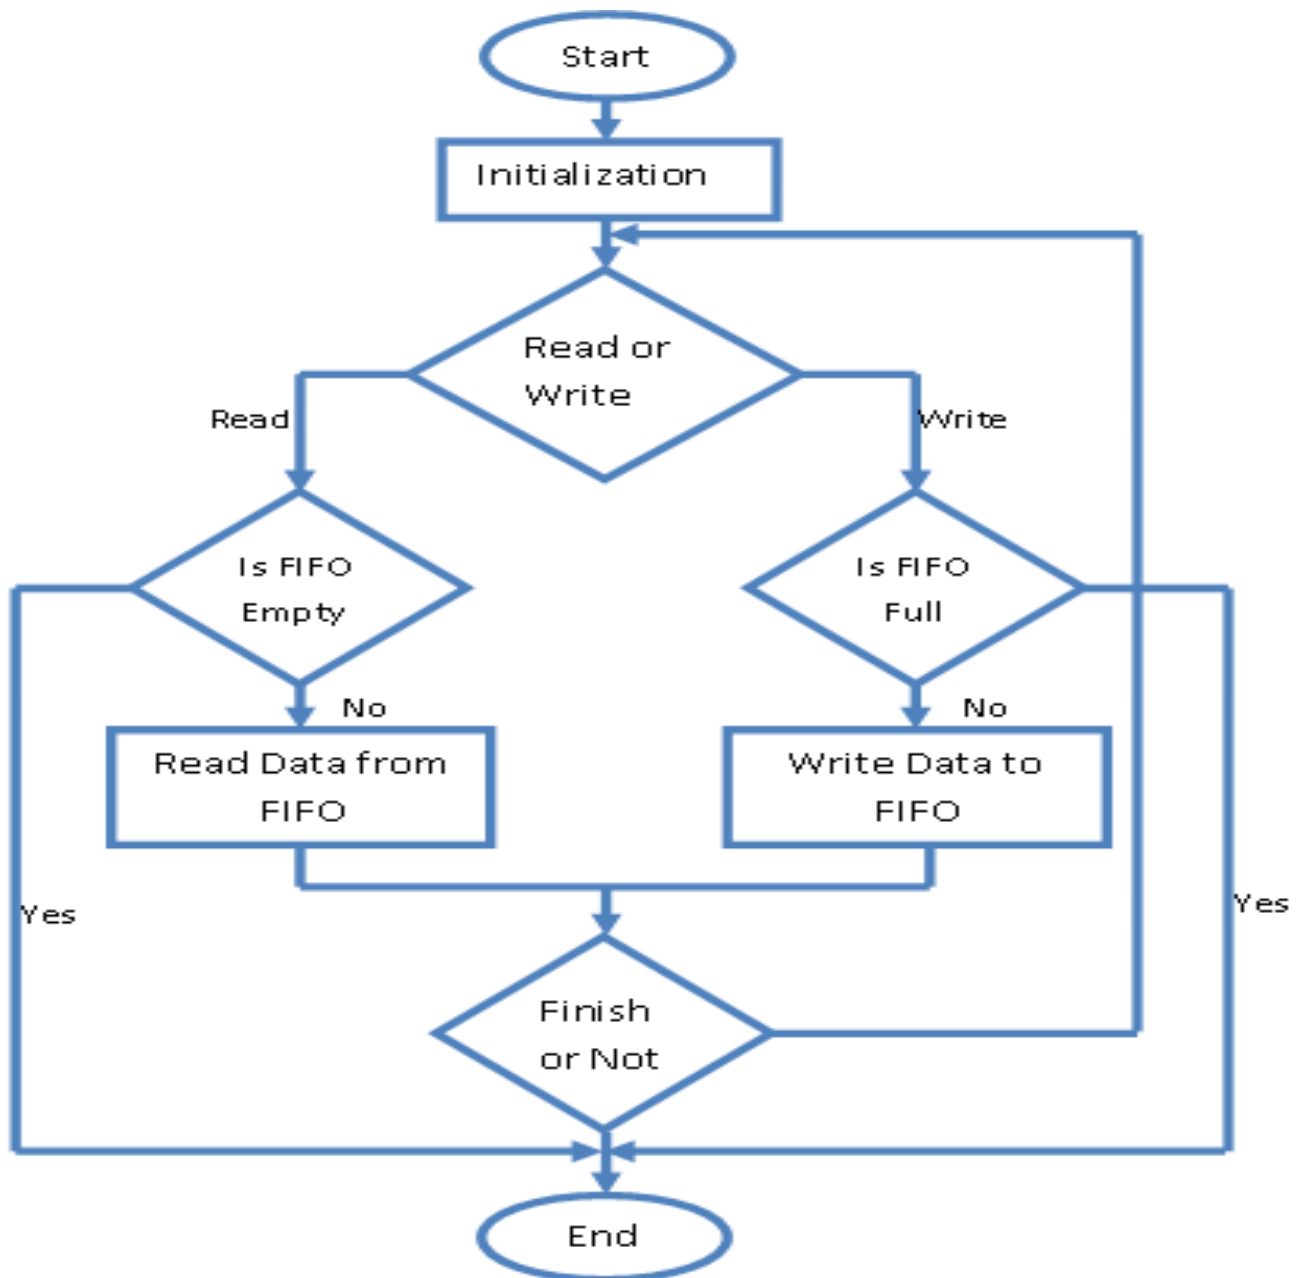 Start
Initialization
Read or
Write
Read
Write
Is FIFO
Empty
Is FIFO
Full
No
No
Read Data from
FIFO
Write Data to
FIFO
Yes
Yes
Finish
or Not
End